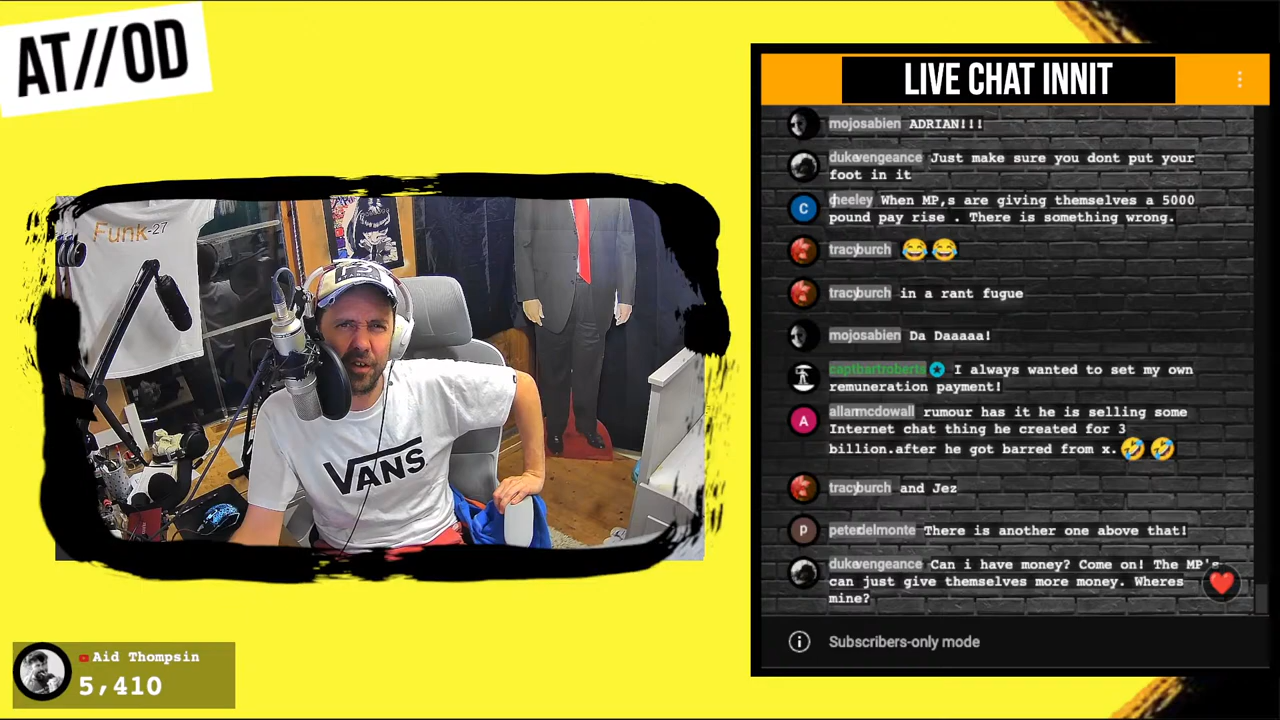 AT//OD
LIVE CHAT INNIT
mojosabien ADRIAN!!!
dukevengeance Just make sure you dont put your
foot in it
cheeley When MP,s are giving themselves a 5000
pound pay rise . There is something wrong.
tracyburch 😂😂
tracyburch in a rant fugue
mojosabien Da Daaaaa!
captbartroberts I always wanted to set my own
remuneration payment!
allanmcdowall rumour has it he is selling some
Internet chat thing he created for 3
billion.after he got barred from x.🤣🤣
tracyburch and Jez
peterdelmonte There is another one above that!
dukevengeance Can i have money? Come on! The MP's
can just give themselves more money. Wheres
mine?
Subscribers-only mode
Funk-27
VANS
Aid Thompsin
5,410